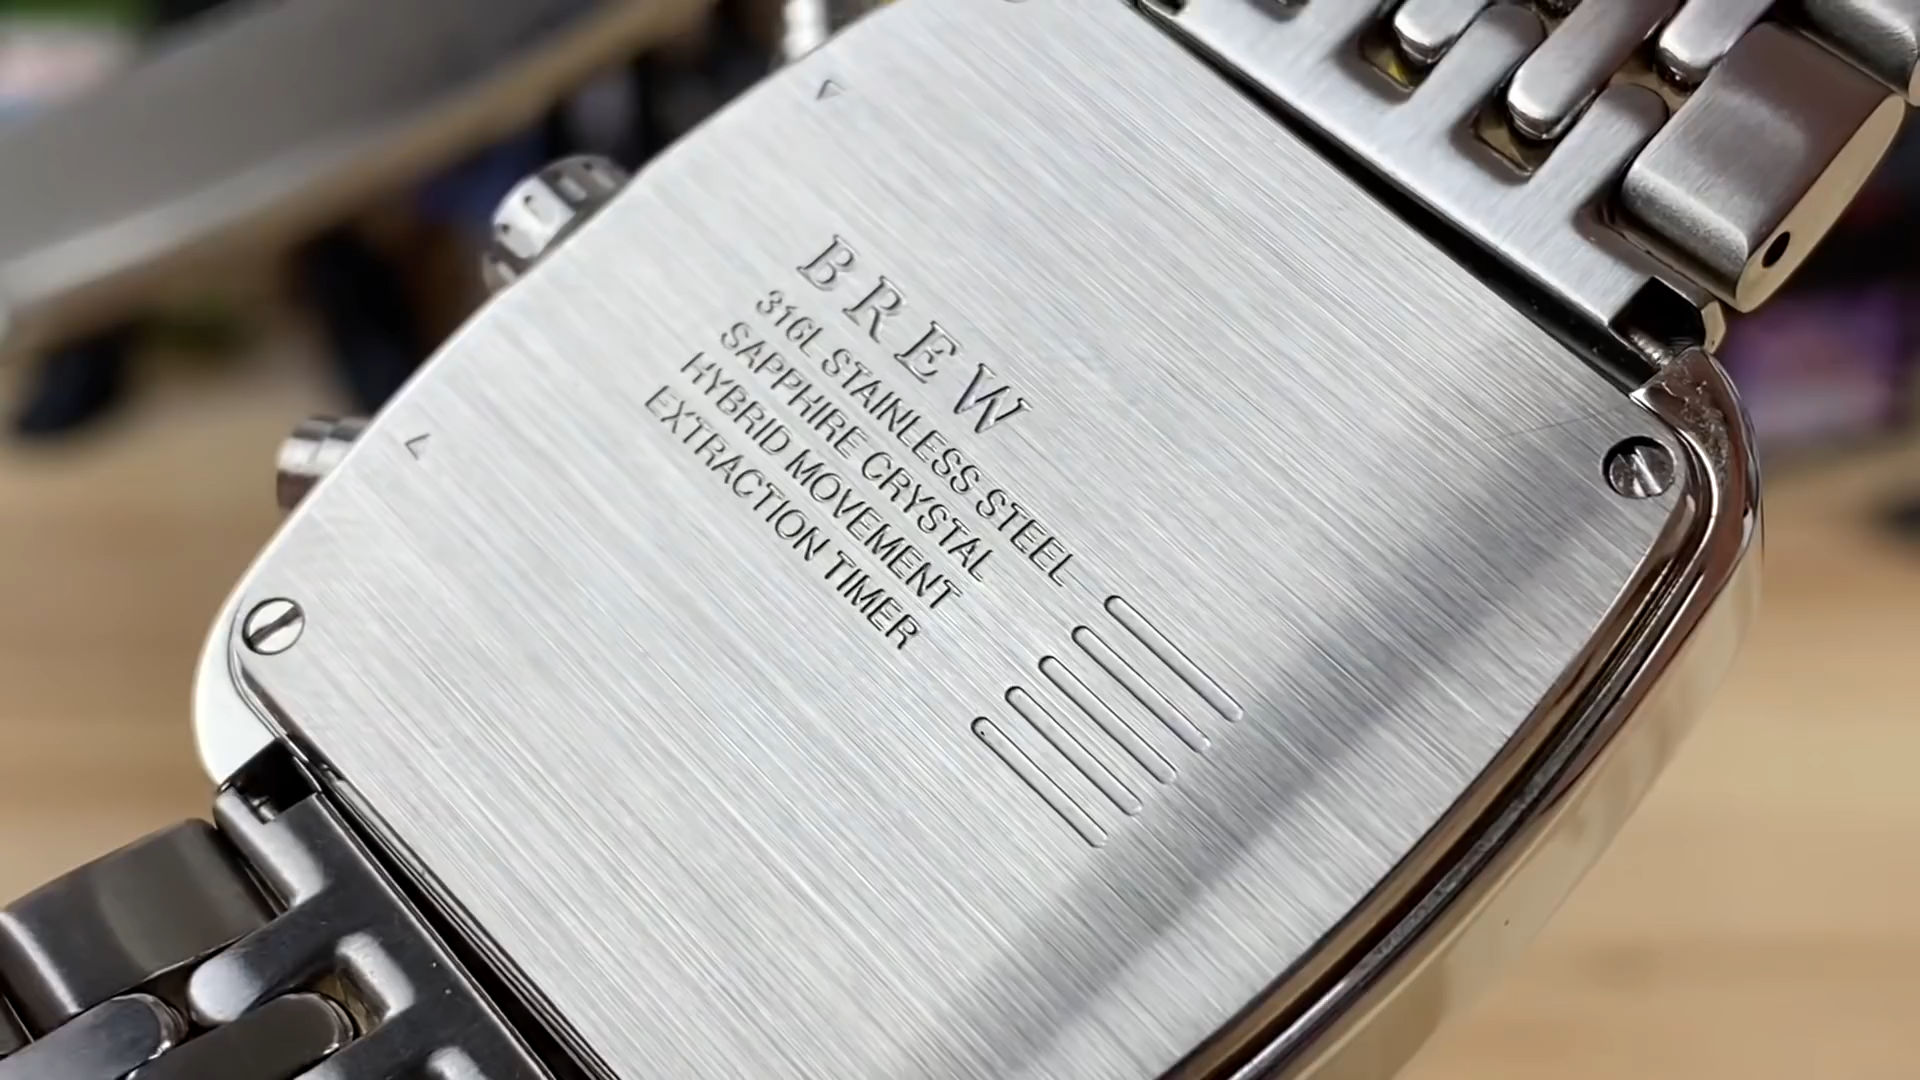 BREW
316L STAINLESS STEEL
SAPPHIRE CRYSTAL
HYBRID MOVEMENT
EXTRACTION TIMER